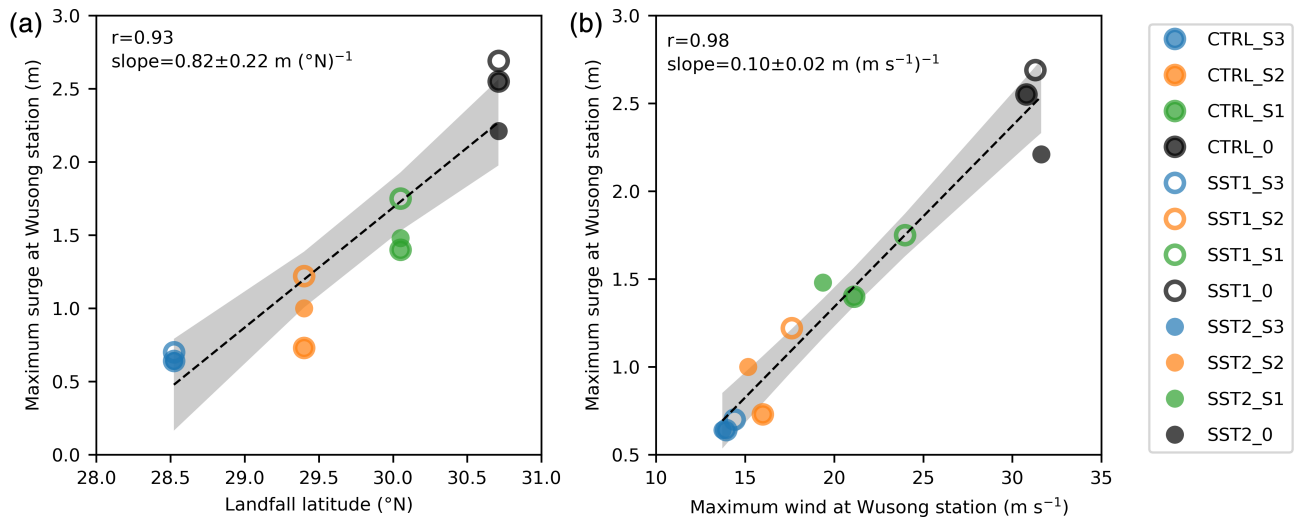 (a)
r=0.93
slope=0.82±0.22 m (°N)⁻¹
Maximum surge at Wusong station (m)
3.0
2.5
2.0
1.5
1.0
0.5
0.0
28.0 28.5 29.0 29.5 30.0 30.5 31.0
Landfall latitude (°N)
(b)
r=0.98
slope=0.10±0.02 m (m s⁻¹)⁻¹
Maximum surge at Wusong station (m)
3.0
2.5
2.0
1.5
1.0
0.5
10 15 20 25 30 35
Maximum wind at Wusong station (m s⁻¹)
CTRL_S3
CTRL_S2
CTRL_S1
CTRL_0
SST1_S3
SST1_S2
SST1_S1
SST1_0
SST2_S3
SST2_S2
SST2_S1
SST2_0